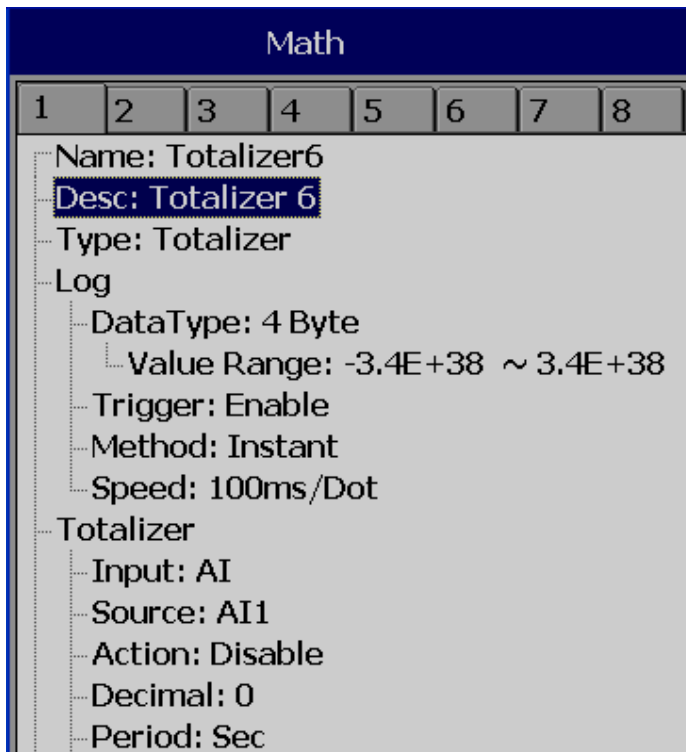 Math
1 2 3 4 5 6 7 8
Name: Totalizer6
Desc: Totalizer 6
Type: Totalizer
Log
DataType: 4 Byte
Value Range: -3.4E+38 ~ 3.4E+38
Trigger: Enable
Method: Instant
Speed: 100ms/Dot
Totalizer
Input: AI
Source: AI1
Action: Disable
Decimal: 0
Period: Sec